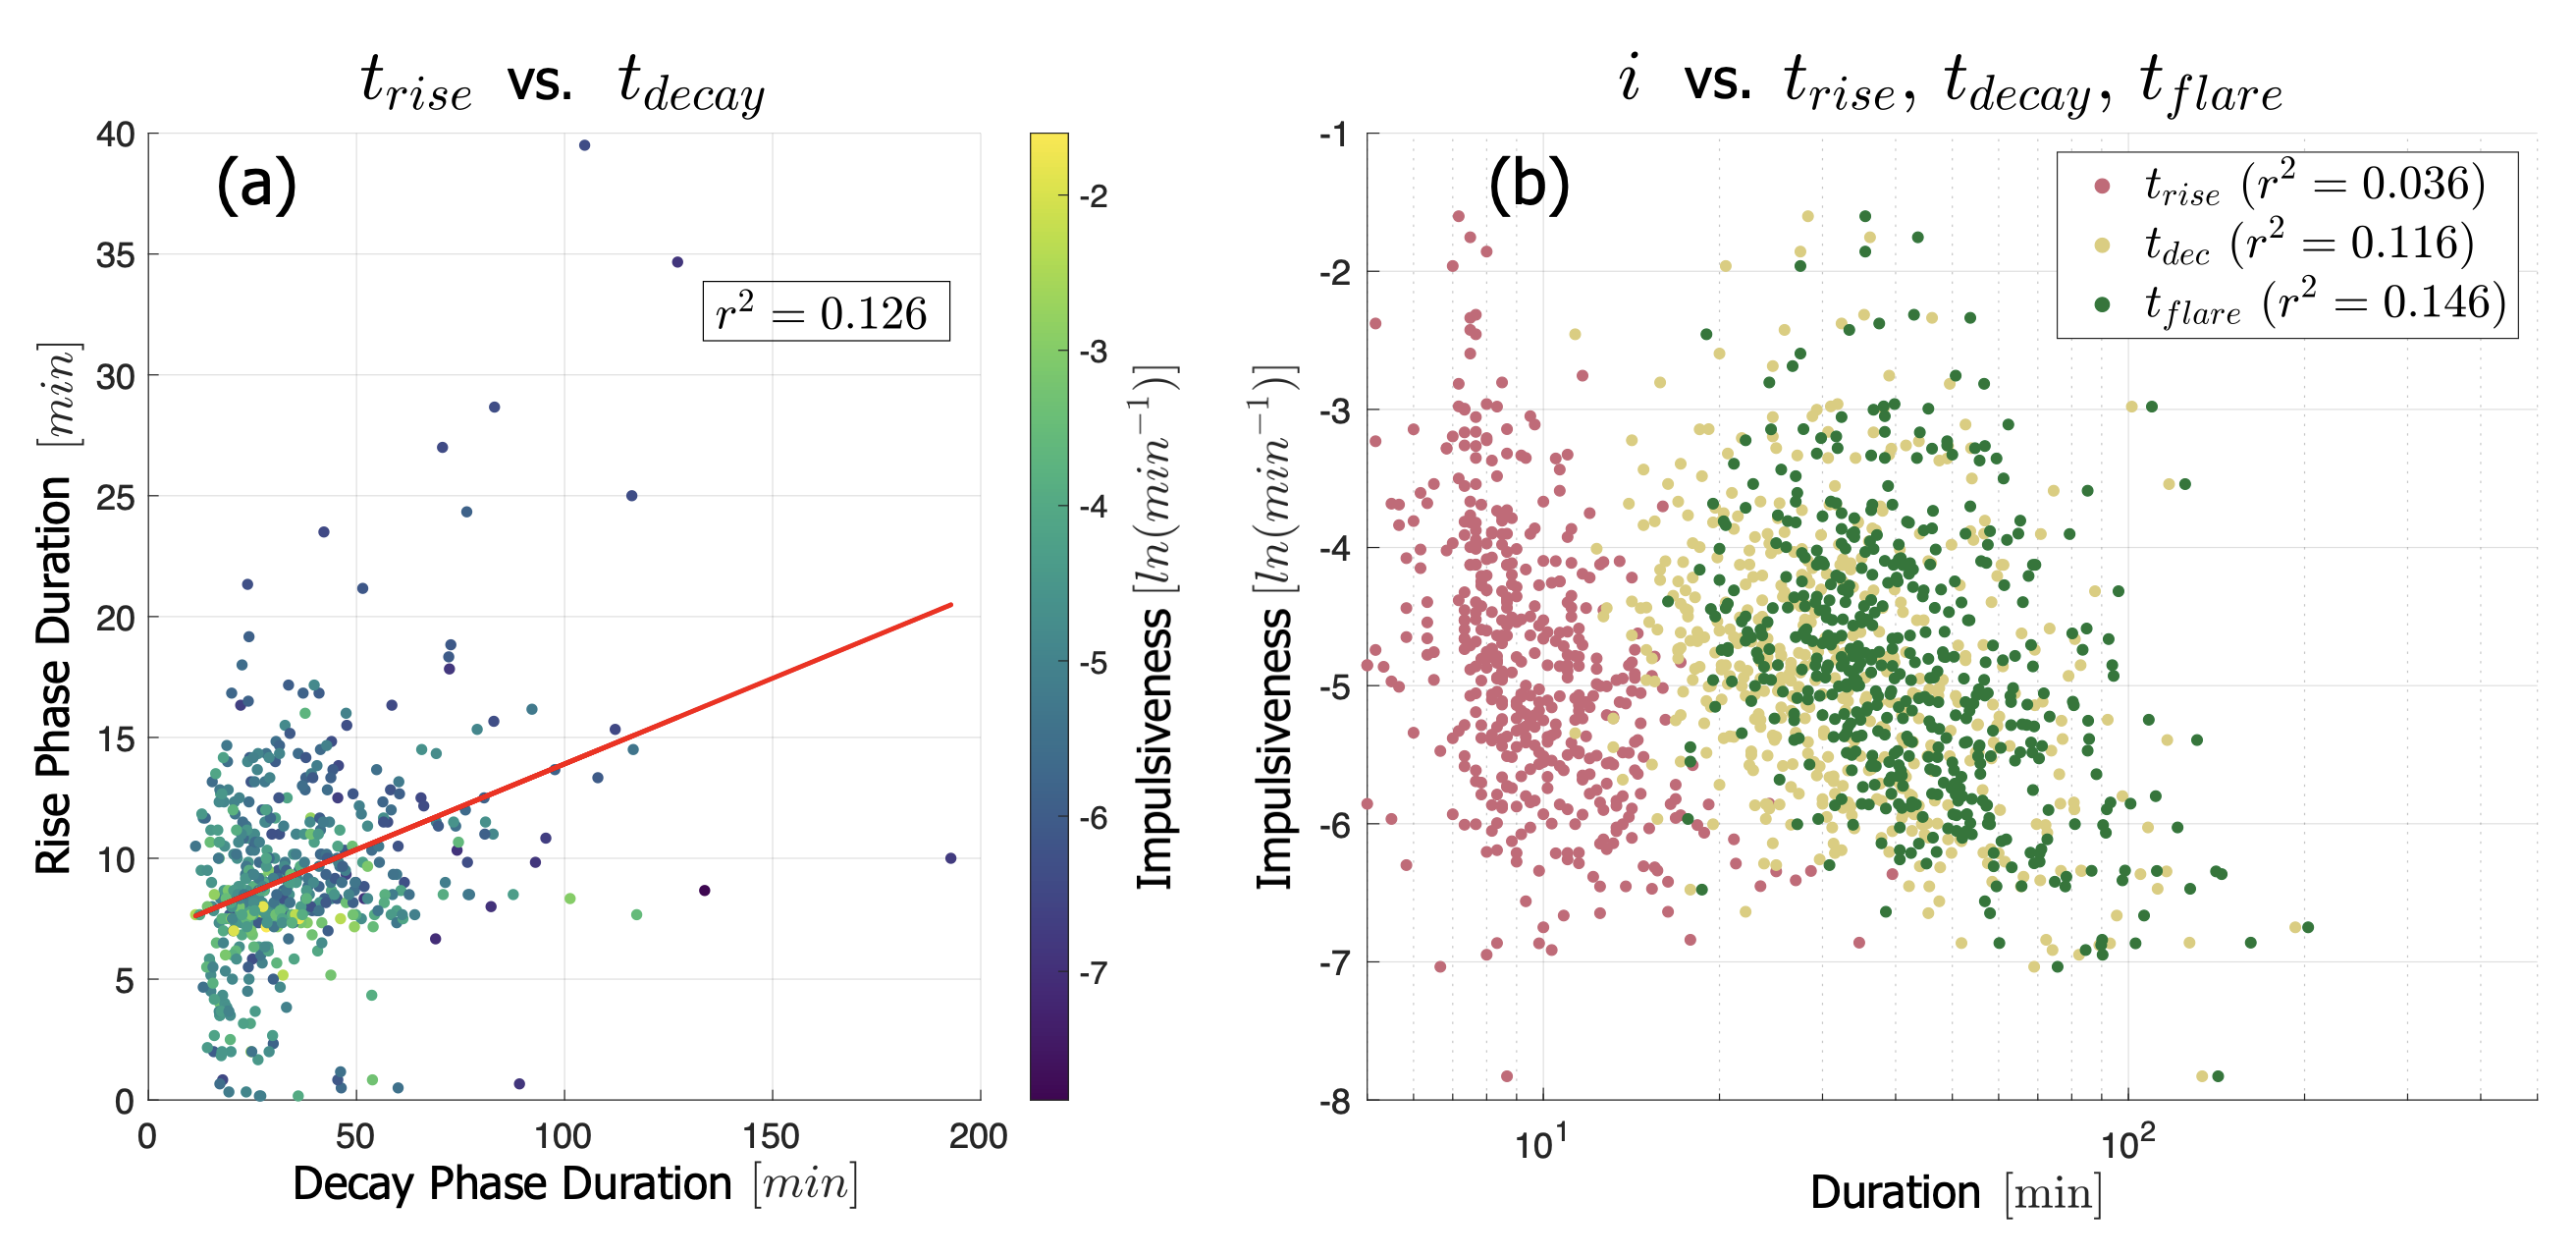 t_rise vs. t_decay
(a)
r² = 0.126
40
35
30
25
20
15
10
5
0
Rise Phase Duration [min]
0 50 100 150 200
Decay Phase Duration [min]
-2
-3
-4
-5
-6
-7
Impulsiveness [ln(min⁻¹)]
i vs. t_rise, t_decay, t_flare
(b)
t_rise (r² = 0.036)
t_dec (r² = 0.116)
t_flare (r² = 0.146)
-1
-2
-3
-4
-5
-6
-7
-8
Impulsiveness [ln(min⁻¹)]
10¹ 10²
Duration [min]